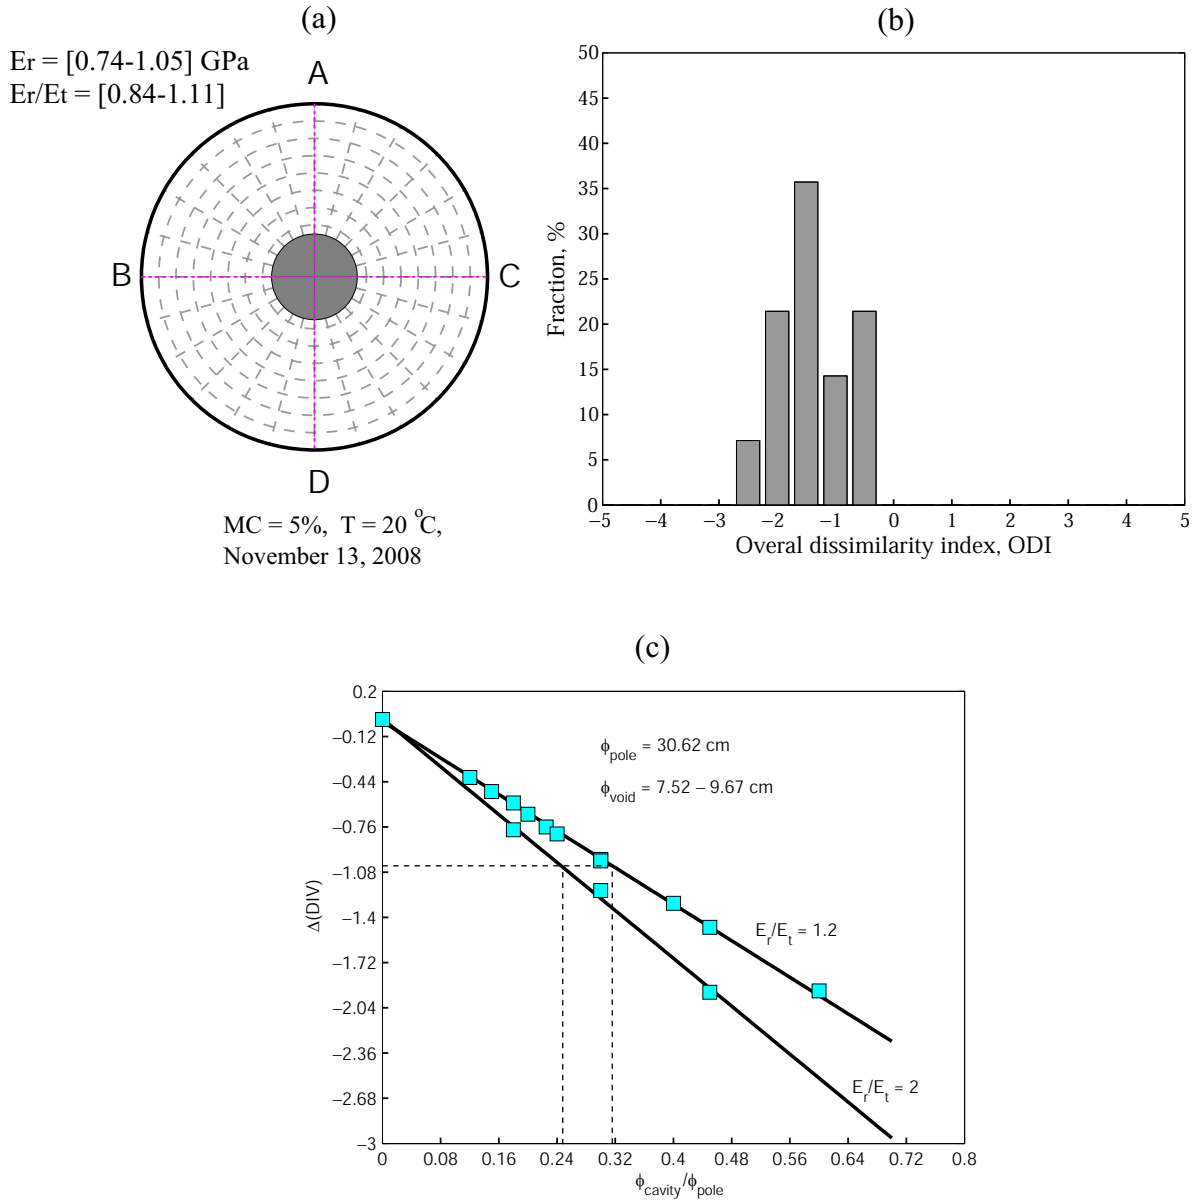 (a)
Er = [0.74-1.05] GPa
Er/Et = [0.84-1.11]
A
B
C
D
MC = 5%, T = 20 °C,
November 13, 2008
(b)
50
45
40
35
30
25
20
15
10
5
0
Fraction, %
−5 −4 −3 −2 −1 0 1 2 3 4 5
Overal dissimilarity index, ODI
(c)
0.2
−0.12
−0.44
−0.76
−1.08
−1.4
−1.72
−2.04
−2.36
−2.68
−3
Δ(DIV)
ϕpole = 30.62 cm
ϕvoid = 7.52 – 9.67 cm
Er/Et = 1.2
Er/Et = 2
0 0.08 0.16 0.24 0.32 0.4 0.48 0.56 0.64 0.72 0.8
ϕcavity/ϕpole